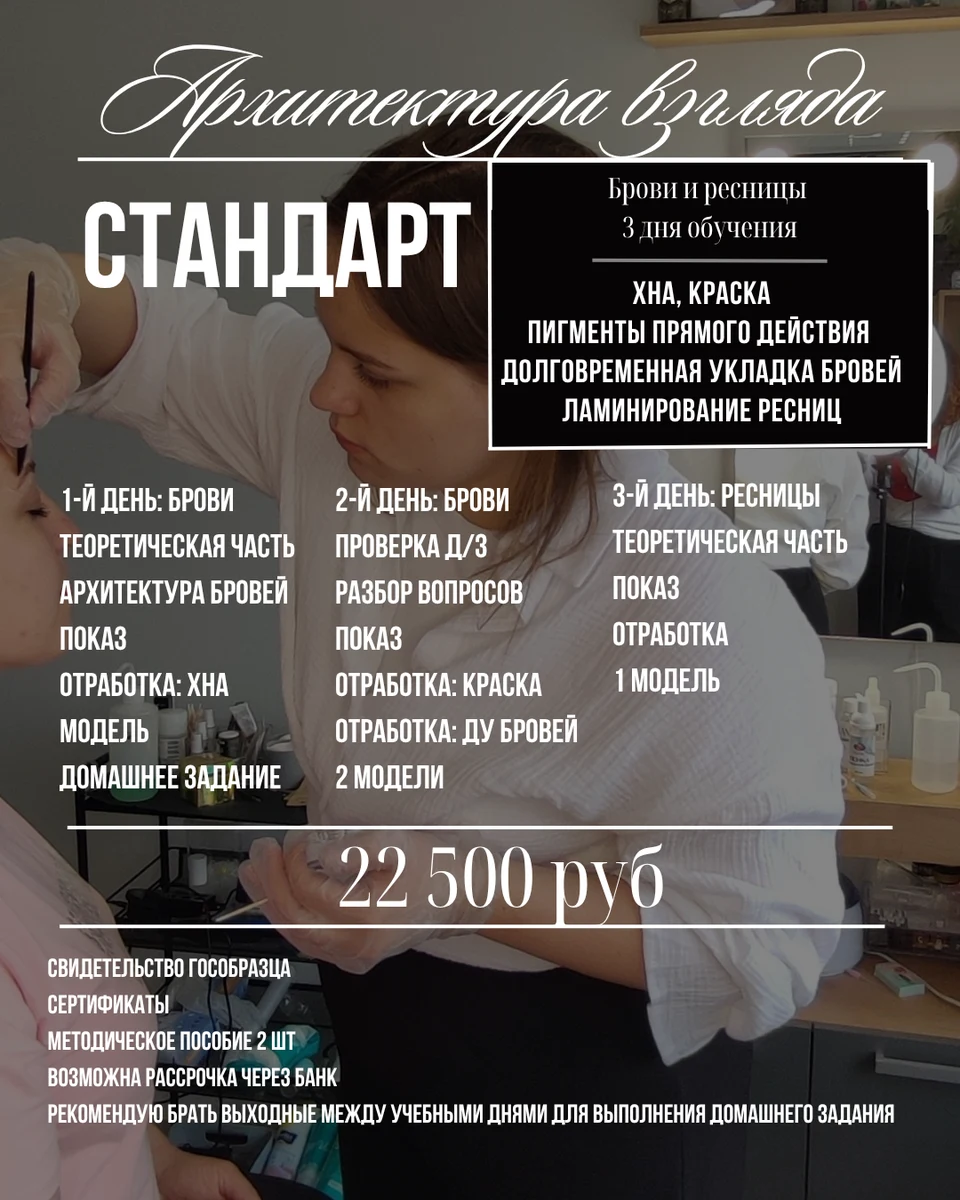 Архитектура взгляда
СТАНДАРТ
Брови и ресницы
3 дня обучения
ХНА, КРАСКА
ПИГМЕНТЫ ПРЯМОГО ДЕЙСТВИЯ
ДОЛГОВРЕМЕННАЯ УКЛАДКА БРОВЕЙ
ЛАМИНИРОВАНИЕ РЕСНИЦ
1-Й ДЕНЬ: БРОВИ
ТЕОРЕТИЧЕСКАЯ ЧАСТЬ
АРХИТЕКТУРА БРОВЕЙ
ПОКАЗ
ОТРАБОТКА: ХНА
МОДЕЛЬ
ДОМАШНЕЕ ЗАДАНИЕ
2-Й ДЕНЬ: БРОВИ
ПРОВЕРКА Д/З
РАЗБОР ВОПРОСОВ
ПОКАЗ
ОТРАБОТКА: КРАСКА
ОТРАБОТКА: ДУ БРОВЕЙ
2 МОДЕЛИ
3-Й ДЕНЬ: РЕСНИЦЫ
ТЕОРЕТИЧЕСКАЯ ЧАСТЬ
ПОКАЗ
ОТРАБОТКА
1 МОДЕЛЬ
22 500 руб
СВИДЕТЕЛЬСТВО ГОСОБРАЗЦА
СЕРТИФИКАТЫ
МЕТОДИЧЕСКОЕ ПОСОБИЕ 2 ШТ
ВОЗМОЖНА РАССРОЧКА ЧЕРЕЗ БАНК
РЕКОМЕНДУЮ БРАТЬ ВЫХОДНЫЕ МЕЖДУ УЧЕБНЫМИ ДНЯМИ ДЛЯ ВЫПОЛНЕНИЯ ДОМАШНЕГО ЗАДАНИЯ